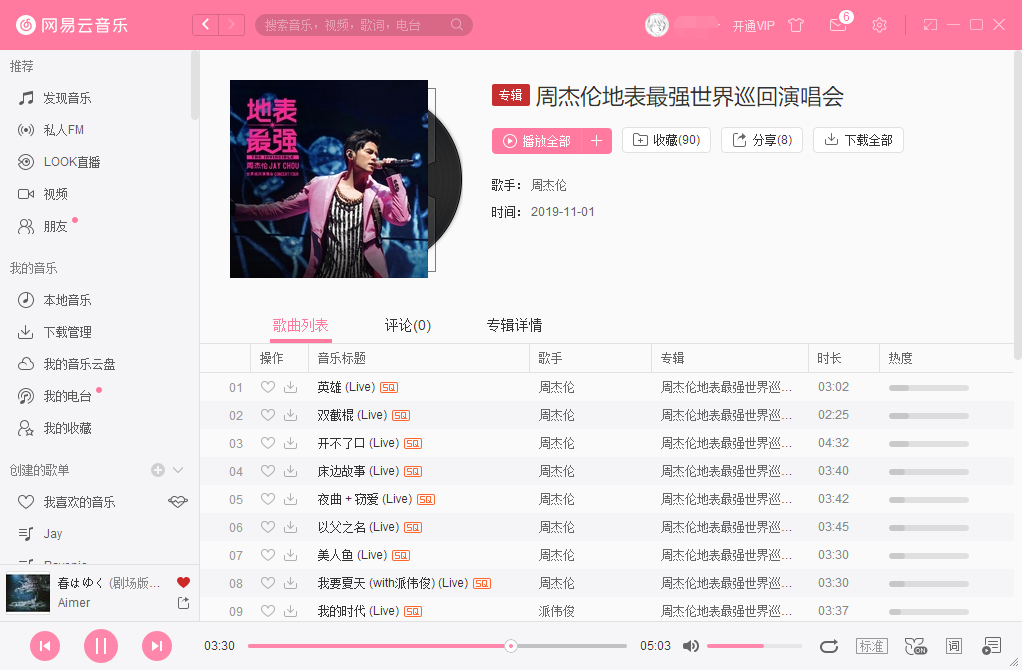 网易云音乐
搜索音乐，视频，歌词，电台
开通VIP
6
推荐
发现音乐
私人FM
LOOK直播
视频
朋友
我的音乐
本地音乐
下载管理
我的音乐云盘
我的电台
我的收藏
创建的歌单
我喜欢的音乐
Jay
春はゆく (剧场版...
Aimer
地表
最强
THE INVISIBLE
周杰伦 JAY CHOU
专辑 周杰伦地表最强世界巡回演唱会
播放全部
收藏(90)
分享(8)
下载全部
歌手： 周杰伦
时间： 2019-11-01
歌曲列表 评论(0) 专辑详情
操作 音乐标题 歌手 专辑 时长 热度
01 英雄 (Live) SQ 周杰伦 周杰伦地表最强世界巡... 03:02
02 双截棍 (Live) SQ 周杰伦 周杰伦地表最强世界巡... 02:25
03 开不了口 (Live) SQ 周杰伦 周杰伦地表最强世界巡... 04:32
04 床边故事 (Live) SQ 周杰伦 周杰伦地表最强世界巡... 03:40
05 夜曲 + 窃爱 (Live) SQ 周杰伦 周杰伦地表最强世界巡... 03:42
06 以父之名 (Live) SQ 周杰伦 周杰伦地表最强世界巡... 03:45
07 美人鱼 (Live) SQ 周杰伦 周杰伦地表最强世界巡... 03:30
08 我要夏天 (with派伟俊) (Live) SQ 周杰伦 周杰伦地表最强世界巡... 03:30
09 我的时代 (Live) SQ 派伟俊 周杰伦地表最强世界巡... 03:37
03:30
05:03
标准
ON
词